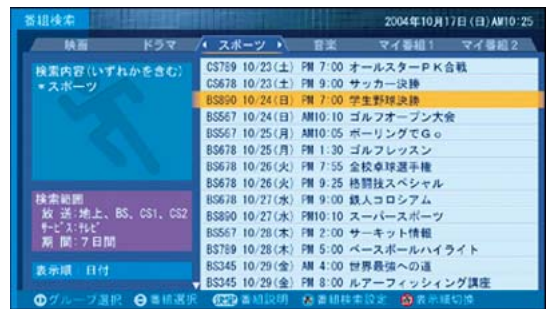 番組検索 2004年10月17日(日)AM10:25
映画 ドラマ スポーツ 音楽 マイ番組1 マイ番組2
検索内容(いずれかを含む)
*スポーツ
CS789 10/23(土) PM 7:00 オールスターPK合戦
CS678 10/23(土) PM 9:00 サッカー決勝
BS890 10/24(日) PM 7:00 学生野球決勝
BS567 10/24(日) AM10:10 ゴルフオープン大会
BS567 10/25(月) AM10:05 ボーリングでGo
BS678 10/25(月) PM 1:30 ゴルフレッスン
BS678 10/26(火) PM 7:55 全校卓球選手権
BS678 10/26(火) PM 9:25 格闘技スペシャル
BS678 10/27(水) PM 9:00 鉄人コロシアム
BS890 10/27(水) PM10:10 スーパースポーツ
BS567 10/28(木) PM 2:00 サーキット情報
BS789 10/28(木) PM 5:00 ベースボールハイライト
BS345 10/29(金) AM 4:00 世界最強への道
BS345 10/29(金) PM 8:00 ルアーフィッシィング講座
検索範囲
放 送:地上、BS、CS1、CS2
サービス:テレビ
期 間:7日間
表示順 日付
グループ選択 番組選択 決定 番組説明 番組検索設定 表示順切換